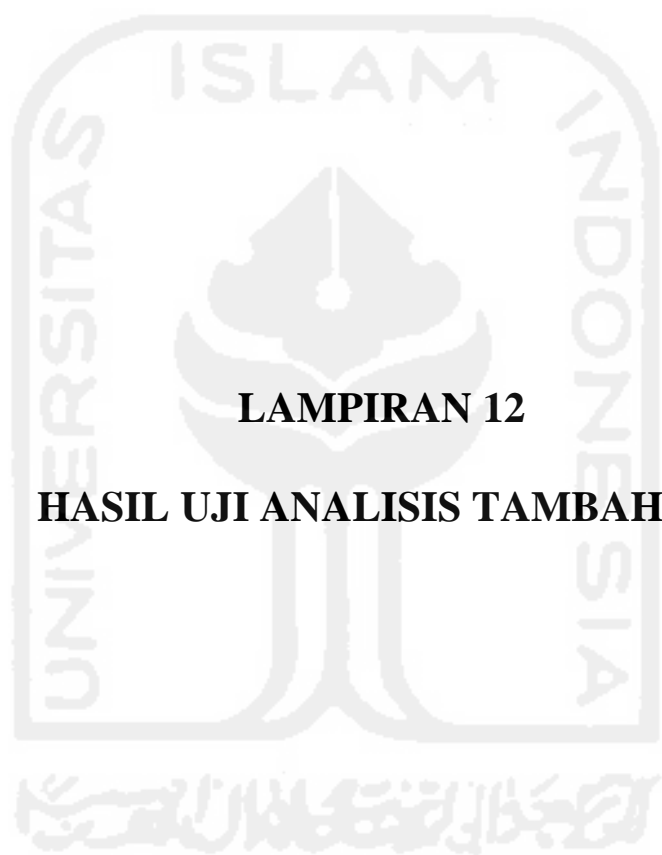 ISLAM
UNIVERSITAS
INDONESIA
LAMPIRAN 12
HASIL UJI ANALISIS TAMBAH